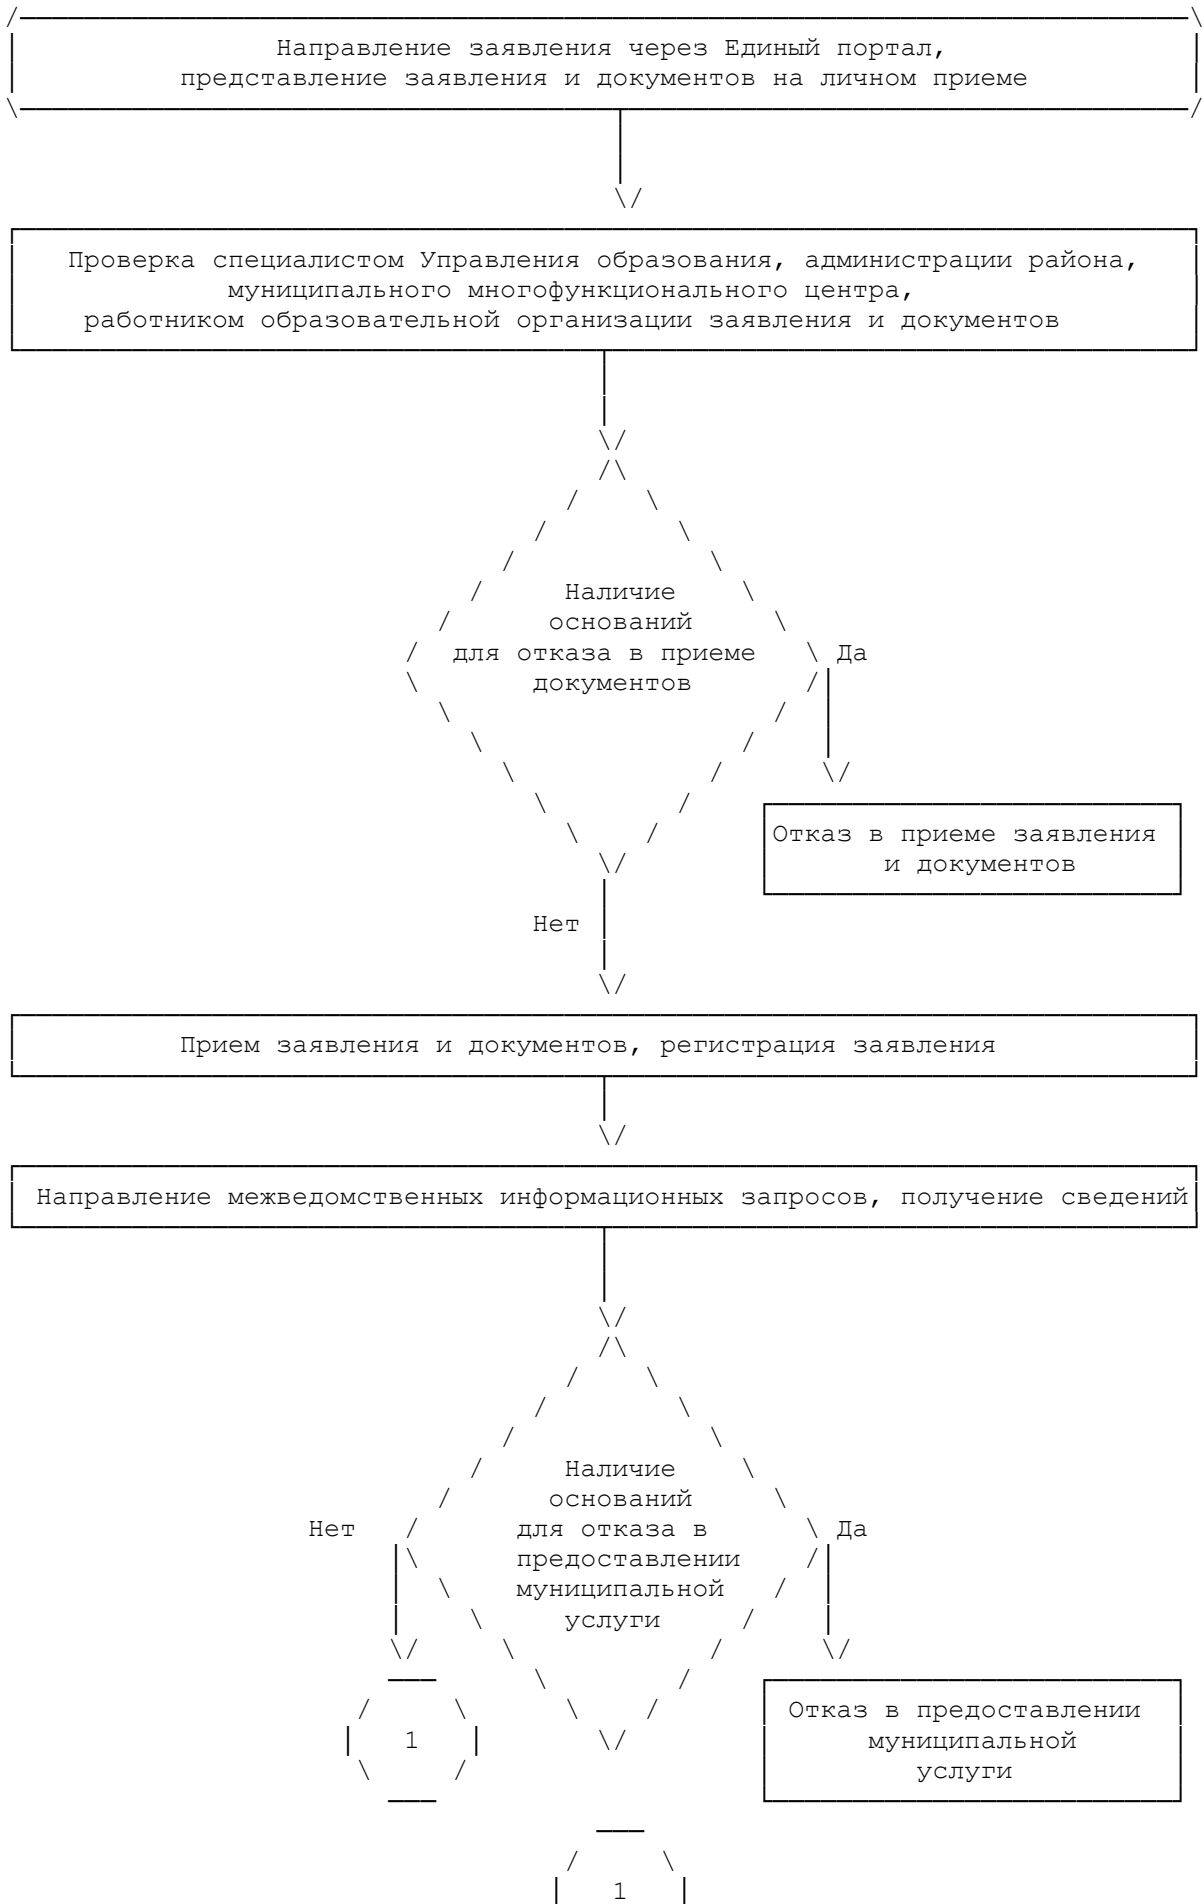 Направление заявления через Единый портал,
представление заявления и документов на личном приеме
Проверка специалистом Управления образования, администрации района,
муниципального многофункционального центра,
работником образовательной организации заявления и документов
Наличие
оснований
для отказа в приеме
документов
Да
Отказ в приеме заявления
и документов
Нет
Прием заявления и документов, регистрация заявления
Направление межведомственных информационных запросов, получение сведений
Наличие
оснований
для отказа в
предоставлении
муниципальной
услуги
Нет
Да
1
Отказ в предоставлении
муниципальной
услуги
1